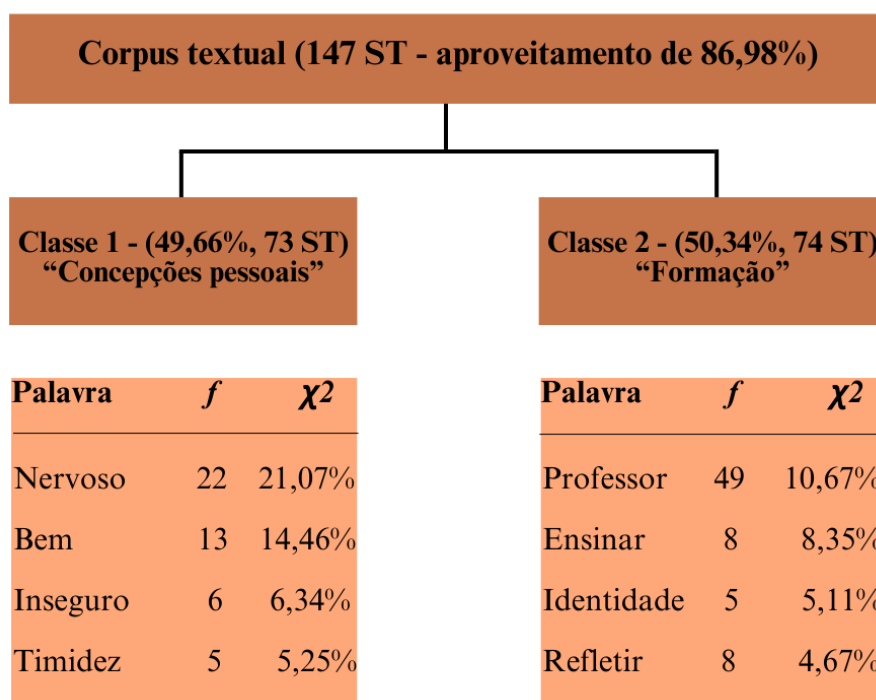 Corpus textual (147 ST - aproveitamento de 86,98%)
Classe 1 - (49,66%, 73 ST)
“Concepções pessoais”
Classe 2 - (50,34%, 74 ST)
“Formação”
Palavra f χ2
Nervoso 22 21,07%
Bem 13 14,46%
Inseguro 6 6,34%
Timidez 5 5,25%
Palavra f χ2
Professor 49 10,67%
Ensinar 8 8,35%
Identidade 5 5,11%
Refletir 8 4,67%